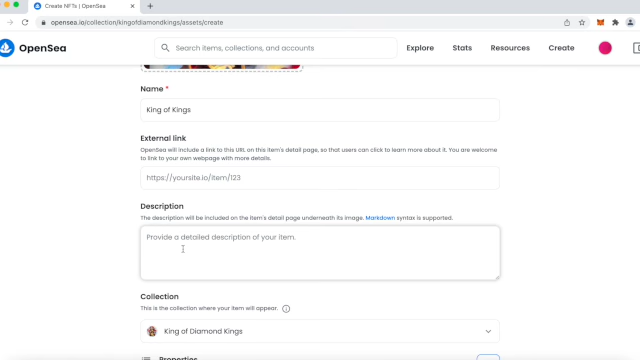 Create NFTs | OpenSea
opensea.io/collection/kingofdiamondkings/assets/create
OpenSea
Search items, collections, and accounts
Explore Stats Resources Create
Name *
King of Kings
External link
OpenSea will include a link to this URL on this item's detail page, so that users can click to learn more about it. You are welcome
to link to your own webpage with more details.
https://yoursite.io/item/123
Description
The description will be included on the item's detail page underneath its image. Markdown syntax is supported.
Provide a detailed description of your item.
Collection
This is the collection where your item will appear.
King of Diamond Kings
Properties